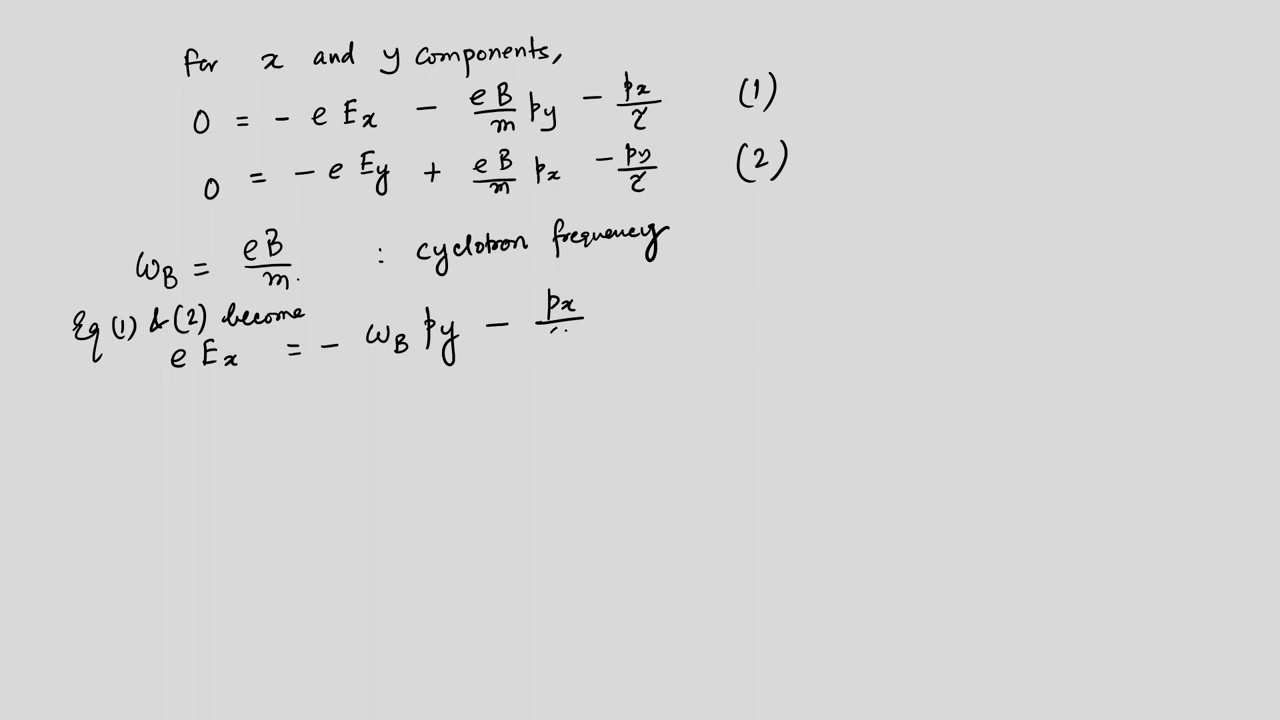 for x and y components,
0 = - e Ex - eB/m py - px/τ (1)
0 = - e Ey + eB/m px - py/τ (2)
ωB = eB/m. : cyclotron frequency
Eq (1) & (2) become
e Ex = - ωB py - px/